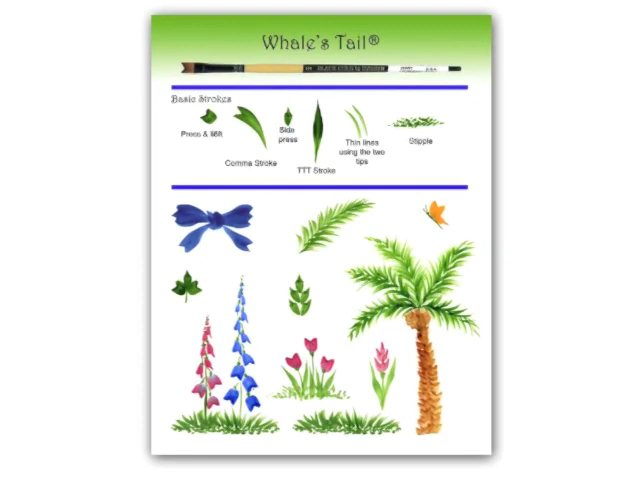 Whale's Tail®
Basic Strokes
Press & lift
Comma Stroke
Side
press
TTT Stroke
Thin lines
using the two
tips
Stipple